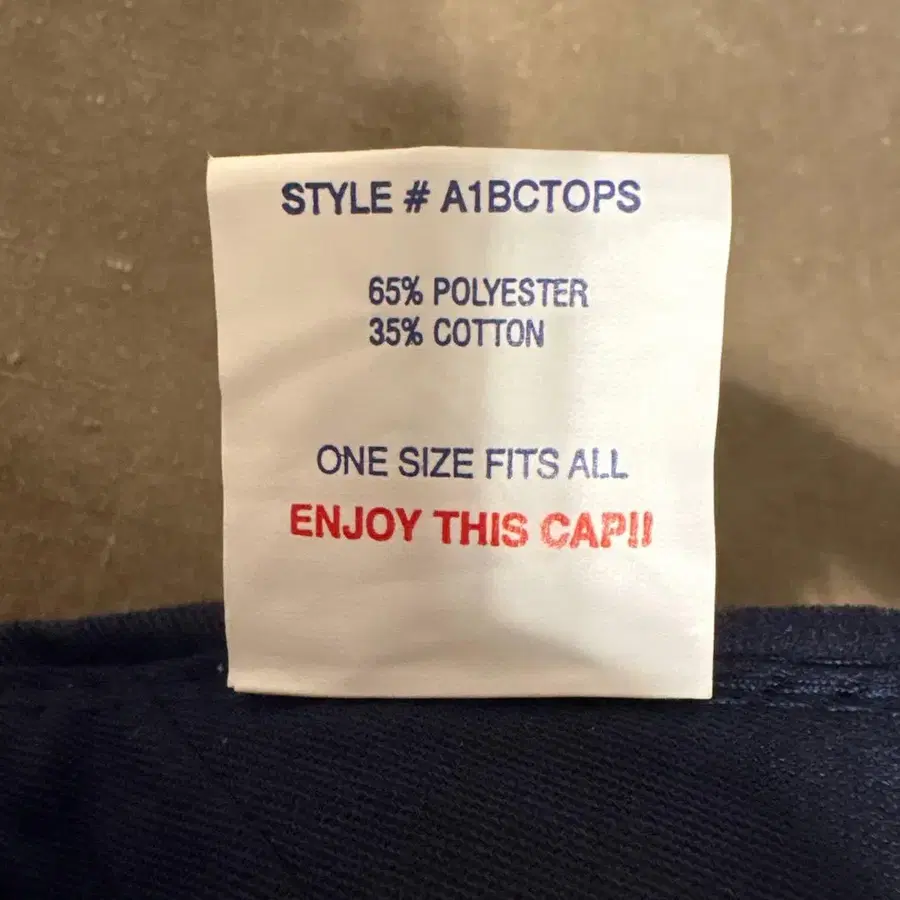 STYLE # A1BCTOPS
65% POLYESTER
35% COTTON
ONE SIZE FITS ALL
ENJOY THIS CAP!!